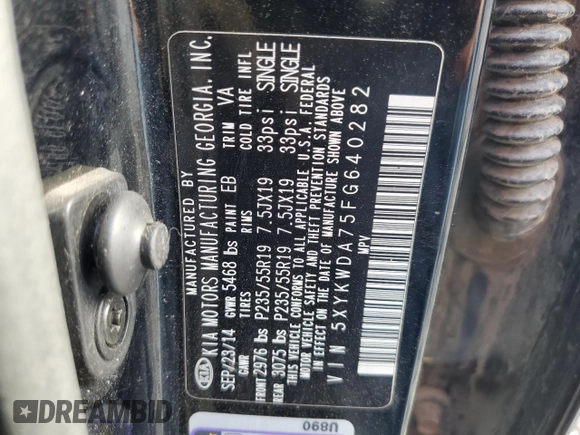 MANUFACTURED BY
KIA KIA MOTORS MANUFACTURING GEORGIA, INC.
SEP/23/14 GVWR 5468 lbs PAINT EB TRIM VA
GAWR TIRES RIMS COLD TIRE INFL
FRONT 2976 lbs P235/55R19 7.5JX19 33psi SINGLE
REAR 3075 lbs P235/55R19 7.5JX19 33psi SINGLE
THIS VEHICLE CONFORMS TO ALL APPLICABLE U.S.A. FEDERAL
MOTOR VEHICLE SAFETY AND THEFT PREVENTION STANDARDS
IN EFFECT ON THE DATE OF MANUFACTURE SHOWN ABOVE
VIN 5XYKWDA75FG640282
MPV
U890
DREAMBID